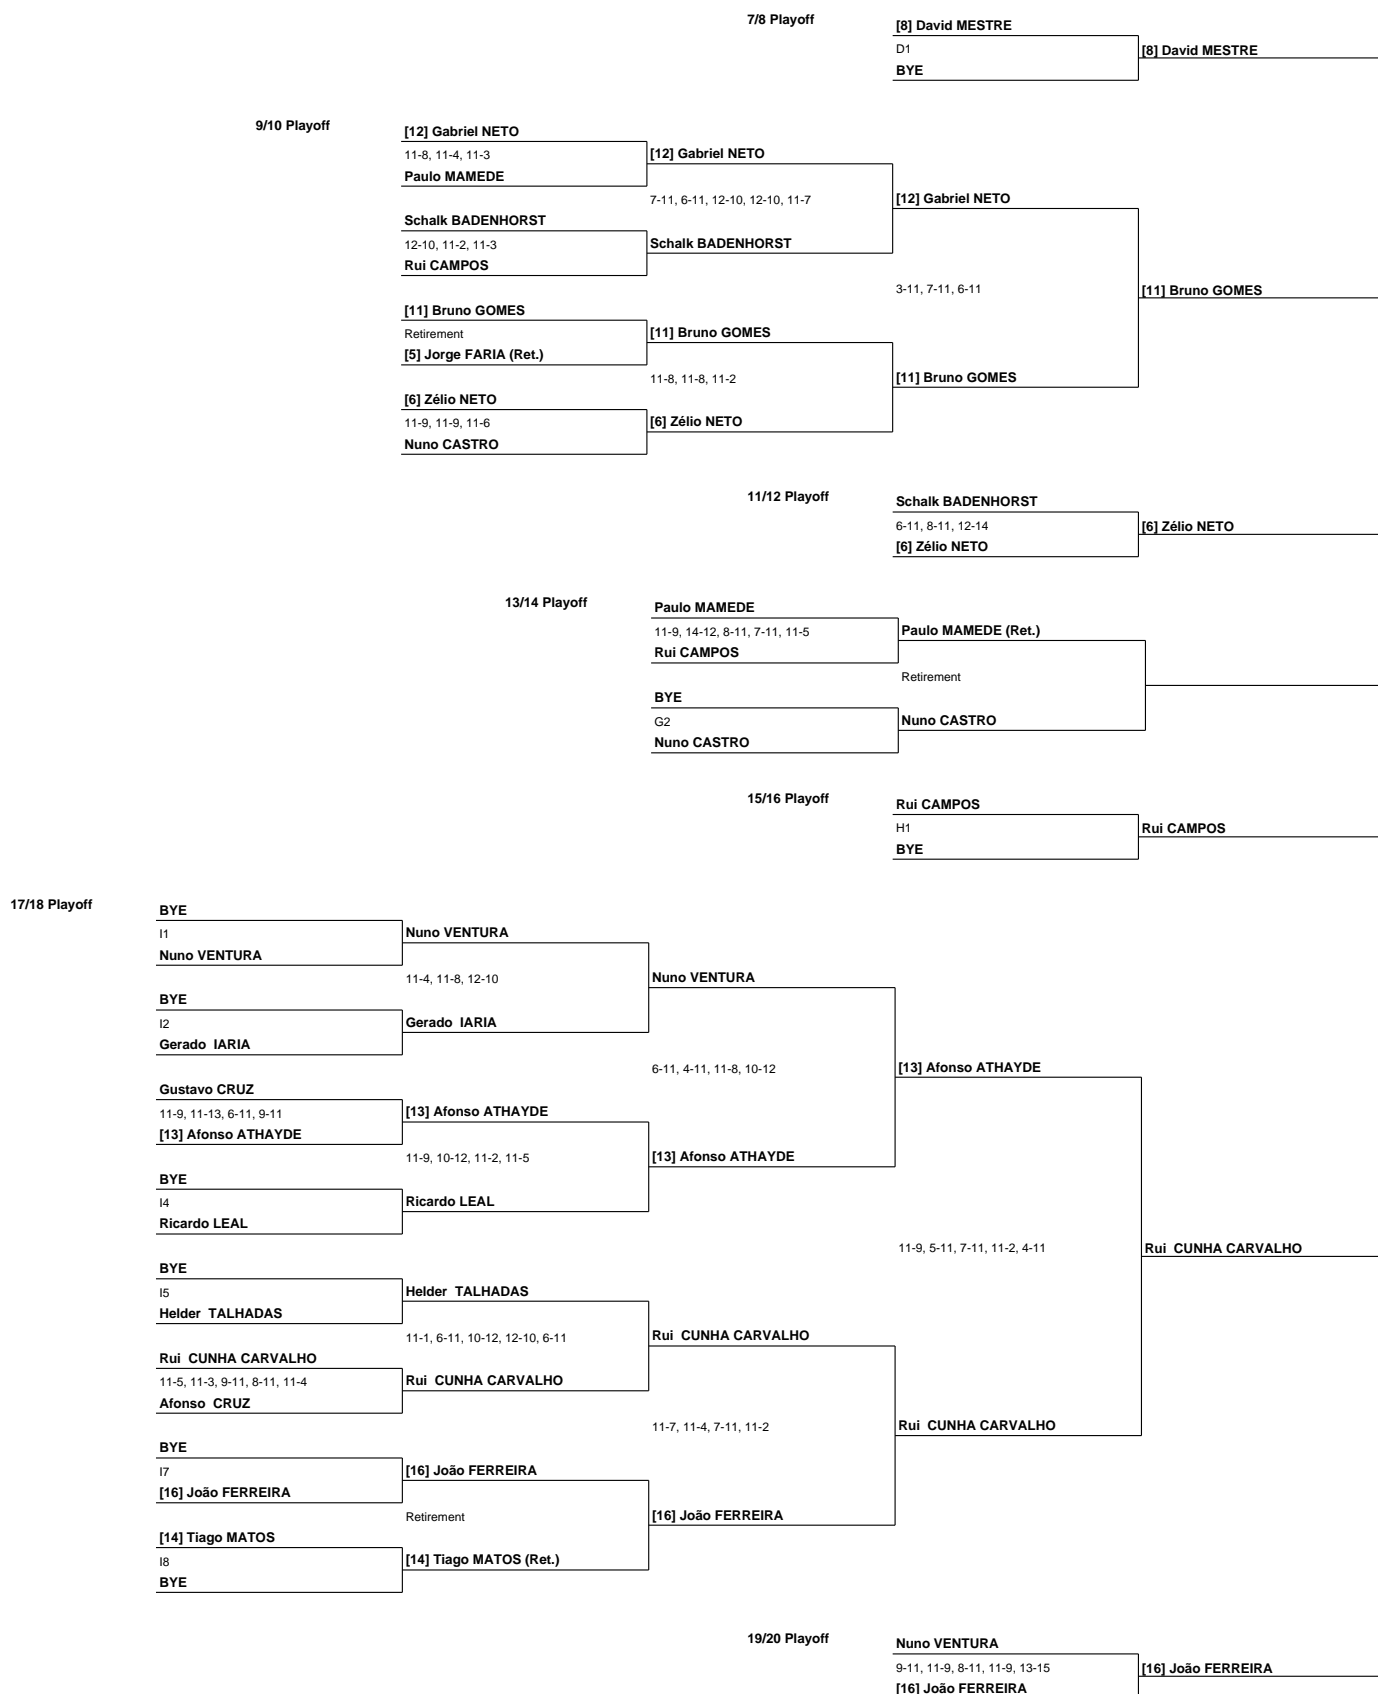 7/8 Playoff
[8] David MESTRE
D1
[8] David MESTRE
BYE
9/10 Playoff
[12] Gabriel NETO
11-8, 11-4, 11-3
[12] Gabriel NETO
Paulo MAMEDE
7-11, 6-11, 12-10, 12-10, 11-7
[12] Gabriel NETO
Schalk BADENHORST
12-10, 11-2, 11-3
Schalk BADENHORST
Rui CAMPOS
3-11, 7-11, 6-11
[11] Bruno GOMES
[11] Bruno GOMES
Retirement
[11] Bruno GOMES
[5] Jorge FARIA (Ret.)
11-8, 11-8, 11-2
[11] Bruno GOMES
[6] Zélio NETO
11-9, 11-9, 11-6
[6] Zélio NETO
Nuno CASTRO
11/12 Playoff
Schalk BADENHORST
6-11, 8-11, 12-14
[6] Zélio NETO
[6] Zélio NETO
13/14 Playoff
Paulo MAMEDE
11-9, 14-12, 8-11, 7-11, 11-5
Paulo MAMEDE (Ret.)
Rui CAMPOS
Retirement
BYE
G2
Nuno CASTRO
Nuno CASTRO
15/16 Playoff
Rui CAMPOS
H1
Rui CAMPOS
BYE
17/18 Playoff
BYE
I1
Nuno VENTURA
Nuno VENTURA
11-4, 11-8, 12-10
Nuno VENTURA
BYE
I2
Gerado IARIA
Gerado IARIA
6-11, 4-11, 11-8, 10-12
[13] Afonso ATHAYDE
Gustavo CRUZ
11-9, 11-13, 6-11, 9-11
[13] Afonso ATHAYDE
[13] Afonso ATHAYDE
11-9, 10-12, 11-2, 11-5
[13] Afonso ATHAYDE
BYE
I4
Ricardo LEAL
Ricardo LEAL
11-9, 5-11, 7-11, 11-2, 4-11
Rui CUNHA CARVALHO
BYE
I5
Helder TALHADAS
Helder TALHADAS
11-1, 6-11, 10-12, 12-10, 6-11
Rui CUNHA CARVALHO
Rui CUNHA CARVALHO
11-5, 11-3, 9-11, 8-11, 11-4
Rui CUNHA CARVALHO
Afonso CRUZ
11-7, 11-4, 7-11, 11-2
Rui CUNHA CARVALHO
BYE
I7
[16] João FERREIRA
[16] João FERREIRA
Retirement
[16] João FERREIRA
[14] Tiago MATOS
I8
[14] Tiago MATOS (Ret.)
BYE
19/20 Playoff
Nuno VENTURA
9-11, 11-9, 8-11, 11-9, 13-15
[16] João FERREIRA
[16] João FERREIRA